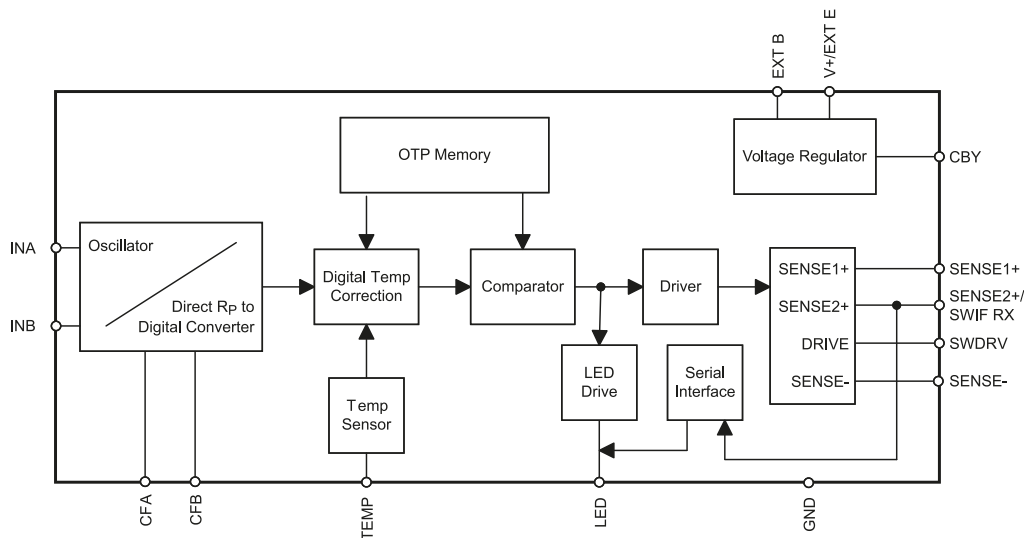 EXT B
V+/EXT E
OTP Memory
Voltage Regulator
CBY
INA
INB
Oscillator
Direct RP to
Digital Converter
Digital Temp
Correction
Comparator
Driver
SENSE1+
SENSE2+
DRIVE
SENSE-
SENSE1+
SENSE2+/
SWIF RX
SWDRV
SENSE-
Temp
Sensor
LED
Drive
Serial
Interface
CFA
CFB
TEMP
LED
GND